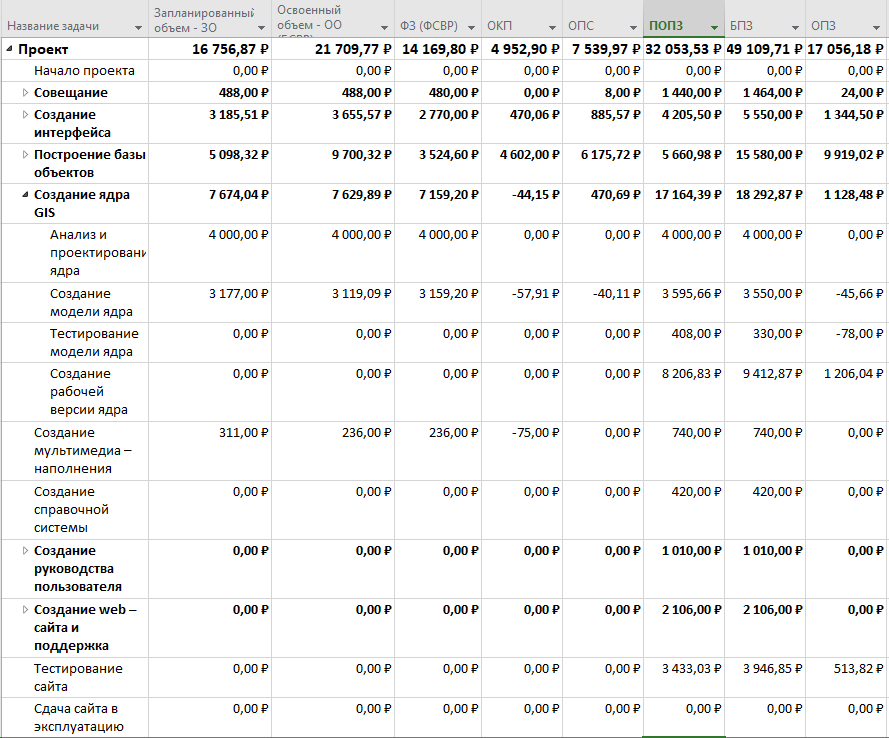 Название задачи Запланированный объем - ЗО Освоенный объем - ОО (БСВР) ФЗ (ФСВР) ОКП ОПС ПОПЗ БПЗ ОПЗ
Проект 16 756,87 ₽ 21 709,77 ₽ 14 169,80 ₽ 4 952,90 ₽ 7 539,97 ₽ 32 053,53 ₽ 49 109,71 ₽ 17 056,18 ₽
Начало проекта 0,00 ₽ 0,00 ₽ 0,00 ₽ 0,00 ₽ 0,00 ₽ 0,00 ₽ 0,00 ₽ 0,00 ₽
Совещание 488,00 ₽ 488,00 ₽ 480,00 ₽ 0,00 ₽ 8,00 ₽ 1 440,00 ₽ 1 464,00 ₽ 24,00 ₽
Создание 3 185,51 ₽ 3 655,57 ₽ 2 770,00 ₽ 470,06 ₽ 885,57 ₽ 4 205,50 ₽ 5 550,00 ₽ 1 344,50 ₽
интерфейса
Построение базы 5 098,32 ₽ 9 700,32 ₽ 3 524,60 ₽ 4 602,00 ₽ 6 175,72 ₽ 5 660,98 ₽ 15 580,00 ₽ 9 919,02 ₽
объектов
Создание ядра 7 674,04 ₽ 7 629,89 ₽ 7 159,20 ₽ -44,15 ₽ 470,69 ₽ 17 164,39 ₽ 18 292,87 ₽ 1 128,48 ₽
GIS
Анализ и 4 000,00 ₽ 4 000,00 ₽ 4 000,00 ₽ 0,00 ₽ 0,00 ₽ 4 000,00 ₽ 4 000,00 ₽ 0,00 ₽
проектировани
ядра
Создание 3 177,00 ₽ 3 119,09 ₽ 3 159,20 ₽ -57,91 ₽ -40,11 ₽ 3 595,66 ₽ 3 550,00 ₽ -45,66 ₽
модели ядра
Тестирование 0,00 ₽ 0,00 ₽ 0,00 ₽ 0,00 ₽ 0,00 ₽ 408,00 ₽ 330,00 ₽ -78,00 ₽
модели ядра
Создание 0,00 ₽ 0,00 ₽ 0,00 ₽ 0,00 ₽ 0,00 ₽ 8 206,83 ₽ 9 412,87 ₽ 1 206,04 ₽
рабочей
версии ядра
Создание 311,00 ₽ 236,00 ₽ 236,00 ₽ -75,00 ₽ 0,00 ₽ 740,00 ₽ 740,00 ₽ 0,00 ₽
мультимедиа –
наполнения
Создание 0,00 ₽ 0,00 ₽ 0,00 ₽ 0,00 ₽ 0,00 ₽ 420,00 ₽ 420,00 ₽ 0,00 ₽
справочной
системы
Создание 0,00 ₽ 0,00 ₽ 0,00 ₽ 0,00 ₽ 0,00 ₽ 1 010,00 ₽ 1 010,00 ₽ 0,00 ₽
руководства
пользователя
Создание web – 0,00 ₽ 0,00 ₽ 0,00 ₽ 0,00 ₽ 0,00 ₽ 2 106,00 ₽ 2 106,00 ₽ 0,00 ₽
сайта и
поддержка
Тестирование 0,00 ₽ 0,00 ₽ 0,00 ₽ 0,00 ₽ 0,00 ₽ 3 433,03 ₽ 3 946,85 ₽ 513,82 ₽
сайта
Сдача сайта в 0,00 ₽ 0,00 ₽ 0,00 ₽ 0,00 ₽ 0,00 ₽ 0,00 ₽ 0,00 ₽ 0,00 ₽
эксплуатацию